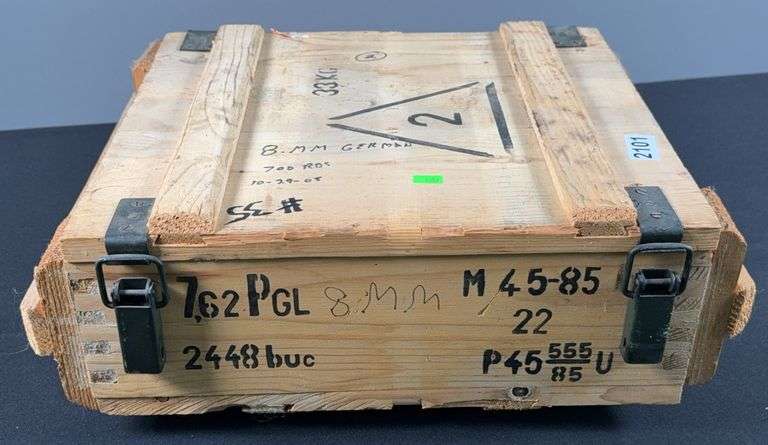 33KG
2
8.MM GERMAN
700 RDS
10-29-05
#35
2101
7,62 PGL
8.MM
2448 buc
M 45-85
22
P45 555/85 U